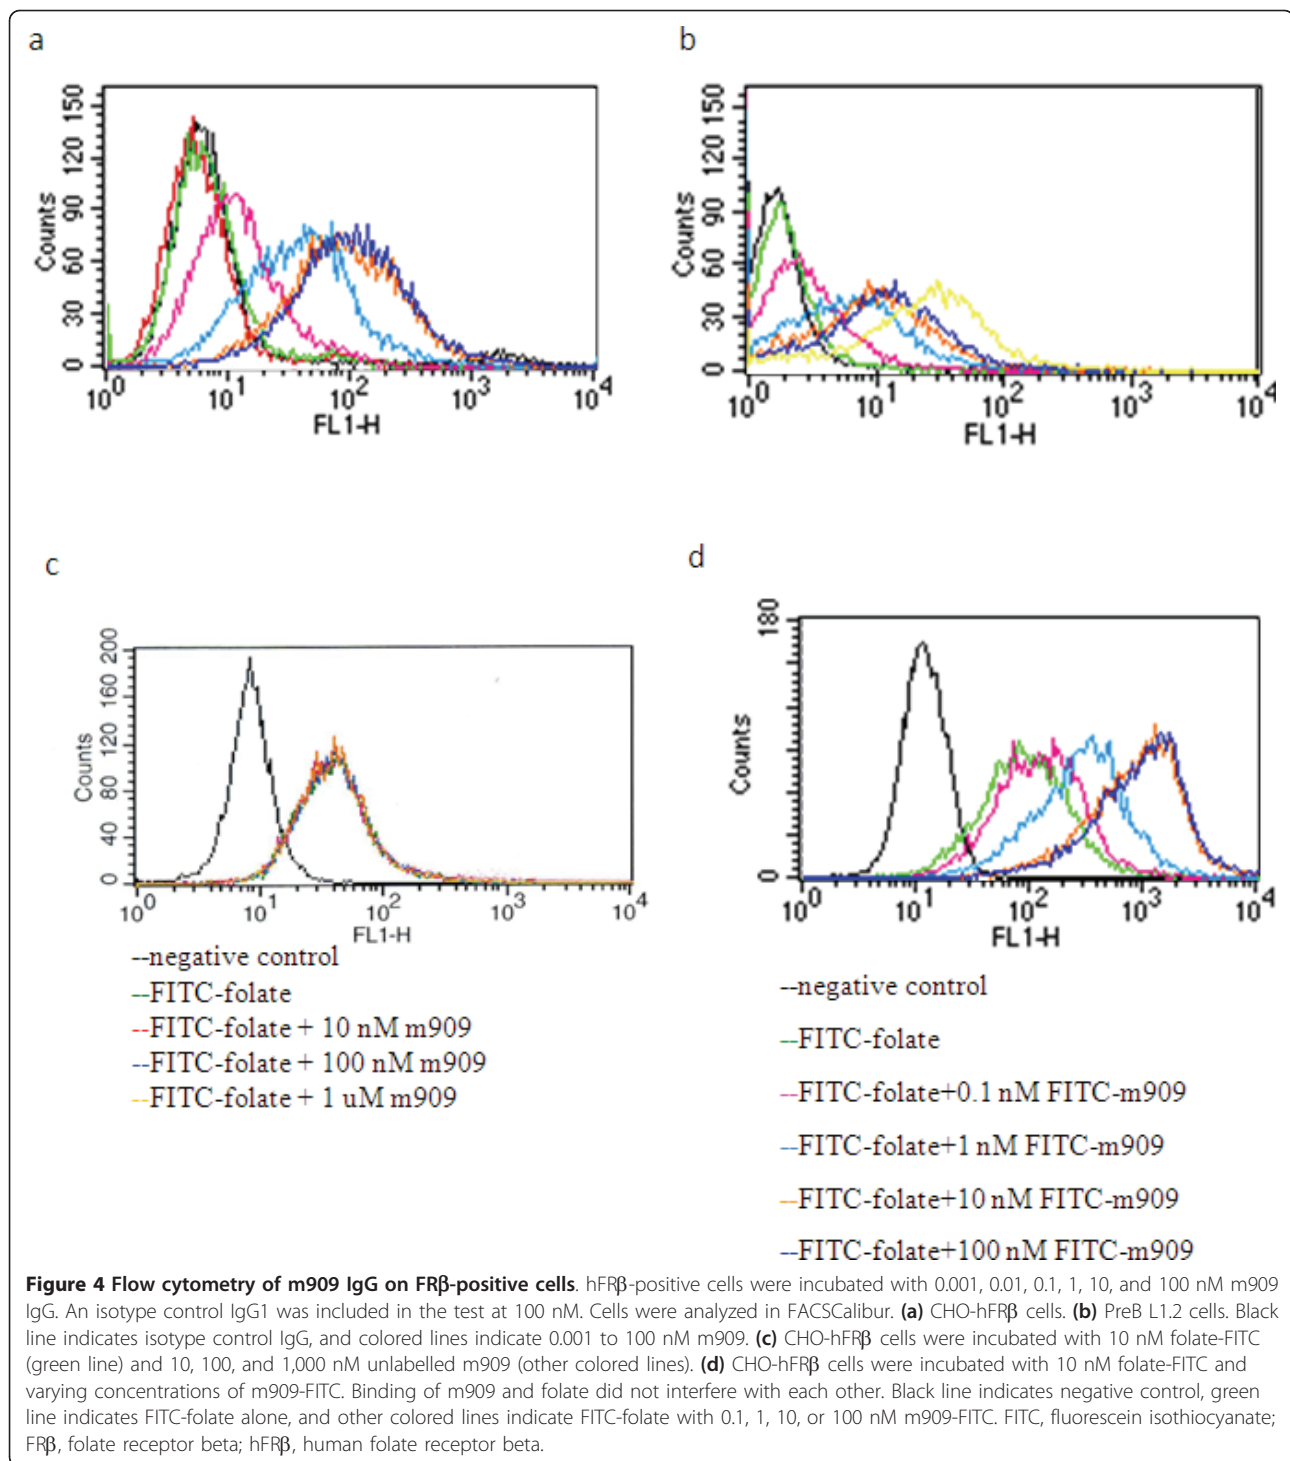 a
150
120
90
60
30
0
Counts
10^0 10^1 10^2 10^3 10^4
FL1-H
b
150
120
90
60
30
0
Counts
10^0 10^1 10^2 10^3 10^4
FL1-H
c
200
160
120
80
40
0
Counts
10^0 10^1 10^2 10^3 10^4
FL1-H
--negative control
--FITC-folate
--FITC-folate + 10 nM m909
--FITC-folate + 100 nM m909
--FITC-folate + 1 uM m909
d
180
0
Counts
10^0 10^1 10^2 10^3 10^4
FL1-H
--negative control
--FITC-folate
--FITC-folate+0.1 nM FITC-m909
--FITC-folate+1 nM FITC-m909
--FITC-folate+10 nM FITC-m909
--FITC-folate+100 nM FITC-m909
Figure 4 Flow cytometry of m909 IgG on FRβ-positive cells. hFRβ-positive cells were incubated with 0.001, 0.01, 0.1, 1, 10, and 100 nM m909
IgG. An isotype control IgG1 was included in the test at 100 nM. Cells were analyzed in FACSCalibur. (a) CHO-hFRβ cells. (b) PreB L1.2 cells. Black
line indicates isotype control IgG, and colored lines indicate 0.001 to 100 nM m909. (c) CHO-hFRβ cells were incubated with 10 nM folate-FITC
(green line) and 10, 100, and 1,000 nM unlabelled m909 (other colored lines). (d) CHO-hFRβ cells were incubated with 10 nM folate-FITC and
varying concentrations of m909-FITC. Binding of m909 and folate did not interfere with each other. Black line indicates negative control, green
line indicates FITC-folate alone, and other colored lines indicate FITC-folate with 0.1, 1, 10, or 100 nM m909-FITC. FITC, fluorescein isothiocyanate;
FRβ, folate receptor beta; hFRβ, human folate receptor beta.